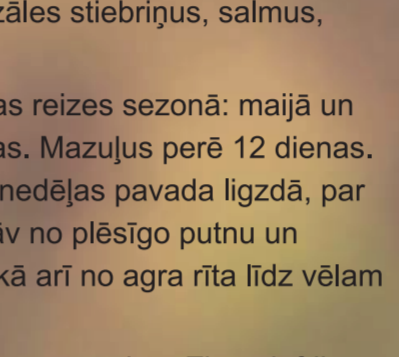 zāles stiebriņus, salmus,
as reizes sezonā: maijā un
as. Mazuļus perē 12 dienas.
nedēļas pavada ligzdā, par
āv no plēsīgo putnu un
kā arī no agra rīta līdz vēlam